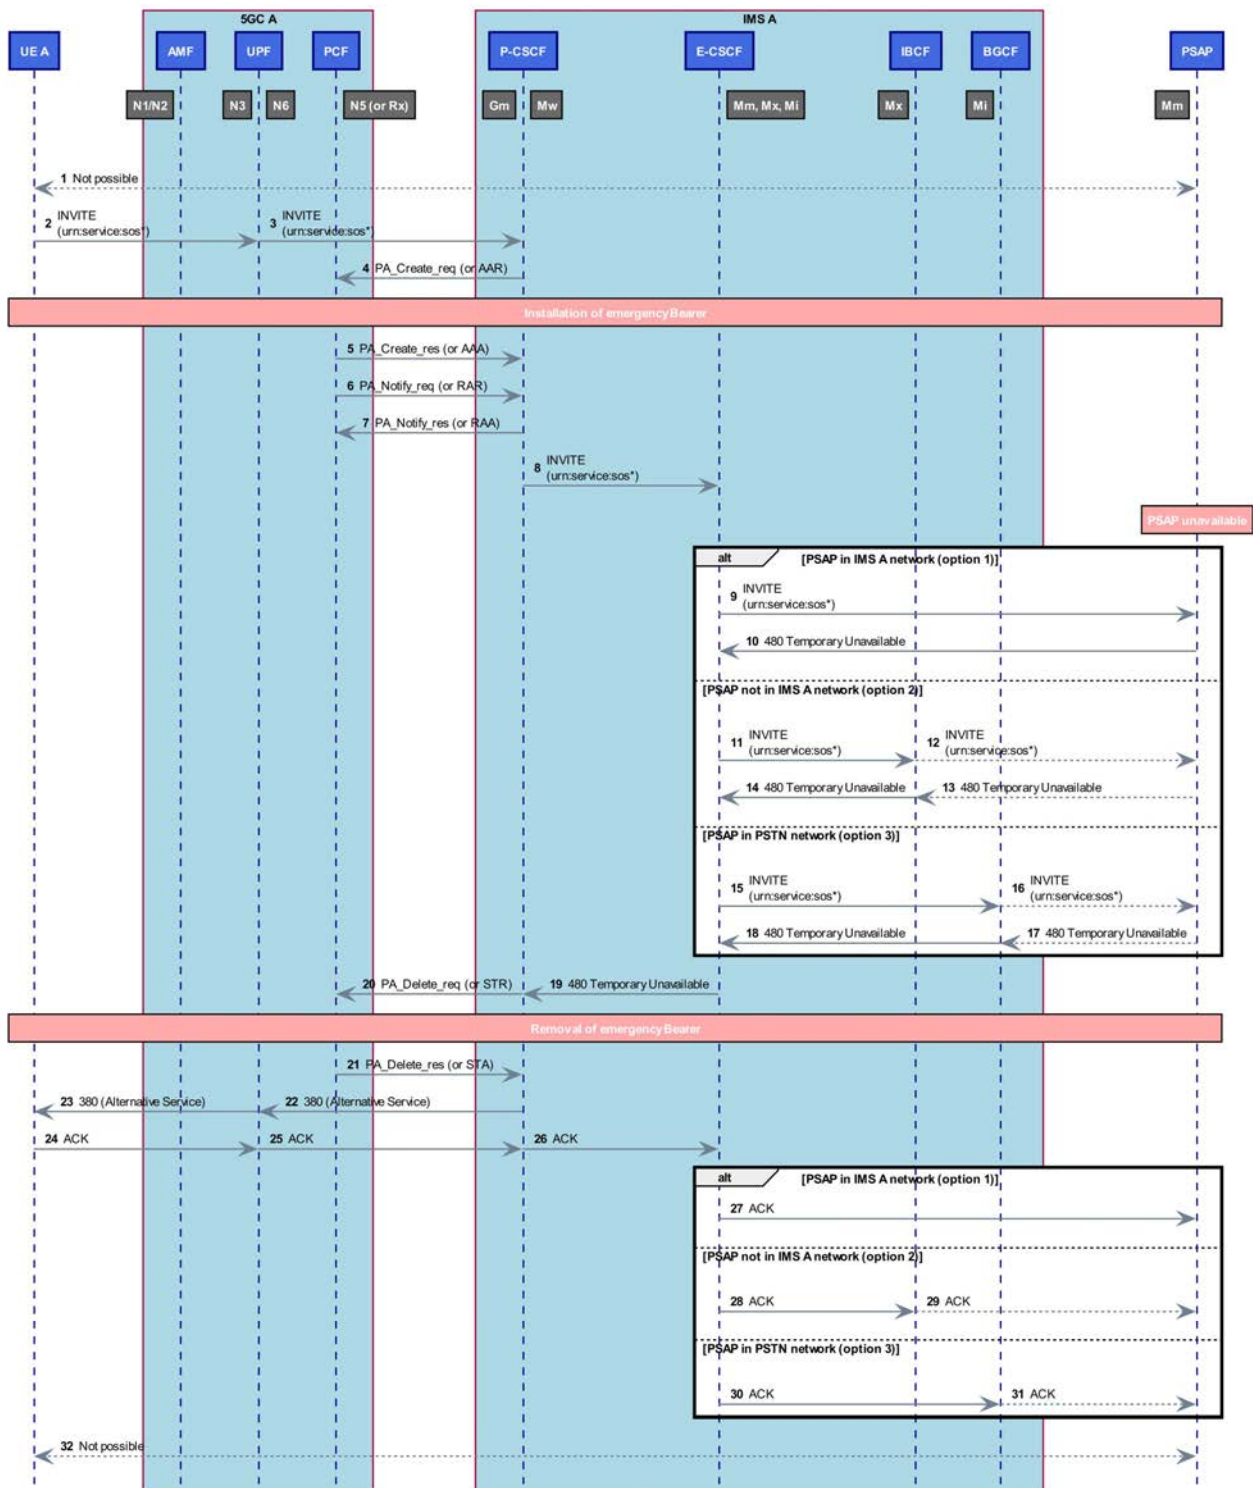 5GC A
IMS A
UE A
AMF
UPF
PCF
P-CSCF
E-CSCF
IBCF
BGCF
PSAP
N1/N2
N3
N6
N5 (or Rx)
Gm
Mw
Mm, Mx, Mi
Mx
Mi
Mm
1 Not possible
2 INVITE
(urn:service:sos*)
3 INVITE
(urn:service:sos*)
4 PA_Create_req (or AAR)
Installation of emergency Bearer
5 PA_Create_res (or AAA)
6 PA_Notify_req (or RAR)
7 PA_Notify_res (or RAA)
8 INVITE
(urn:service:sos*)
PSAP unavailable
alt [PSAP in IMS A network (option 1)]
9 INVITE
(urn:service:sos*)
10 480 Temporary Unavailable
[PSAP not in IMS A network (option 2)]
11 INVITE
(urn:service:sos*)
12 INVITE
(urn:service:sos*)
14 480 Temporary Unavailable
13 480 Temporary Unavailable
[PSAP in PSTN network (option 3)]
15 INVITE
(urn:service:sos*)
16 INVITE
(urn:service:sos*)
18 480 Temporary Unavailable
17 480 Temporary Unavailable
20 PA_Delete_req (or STR)
19 480 Temporary Unavailable
Removal of emergency Bearer
21 PA_Delete_res (or STA)
23 380 (Alternative Service)
22 380 (Alternative Service)
24 ACK
25 ACK
26 ACK
alt [PSAP in IMS A network (option 1)]
27 ACK
[PSAP not in IMS A network (option 2)]
28 ACK
29 ACK
[PSAP in PSTN network (option 3)]
30 ACK
31 ACK
32 Not possible